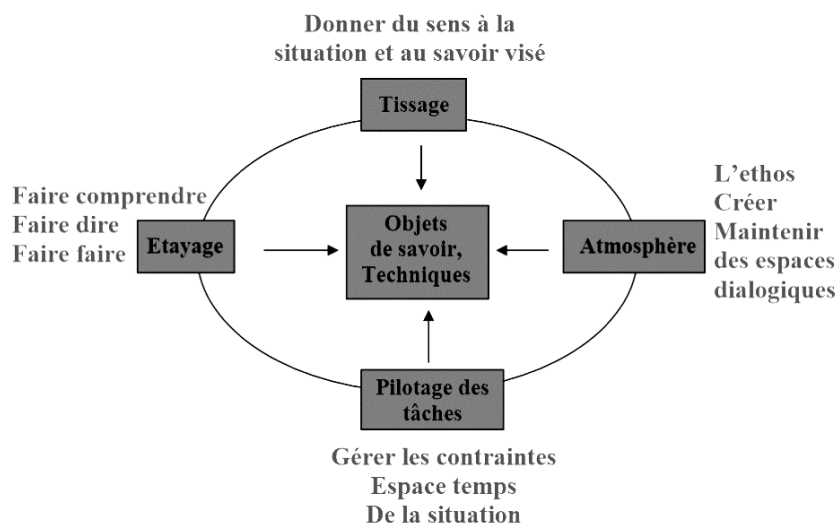 Donner du sens à la
situation et au savoir visé
Tissage
Faire comprendre
Faire dire
Faire faire
Etayage
Objets
de savoir,
Techniques
Atmosphère
L'ethos
Créer
Maintenir
des espaces
dialogiques
Pilotage des
tâches
Gérer les contraintes
Espace temps
De la situation